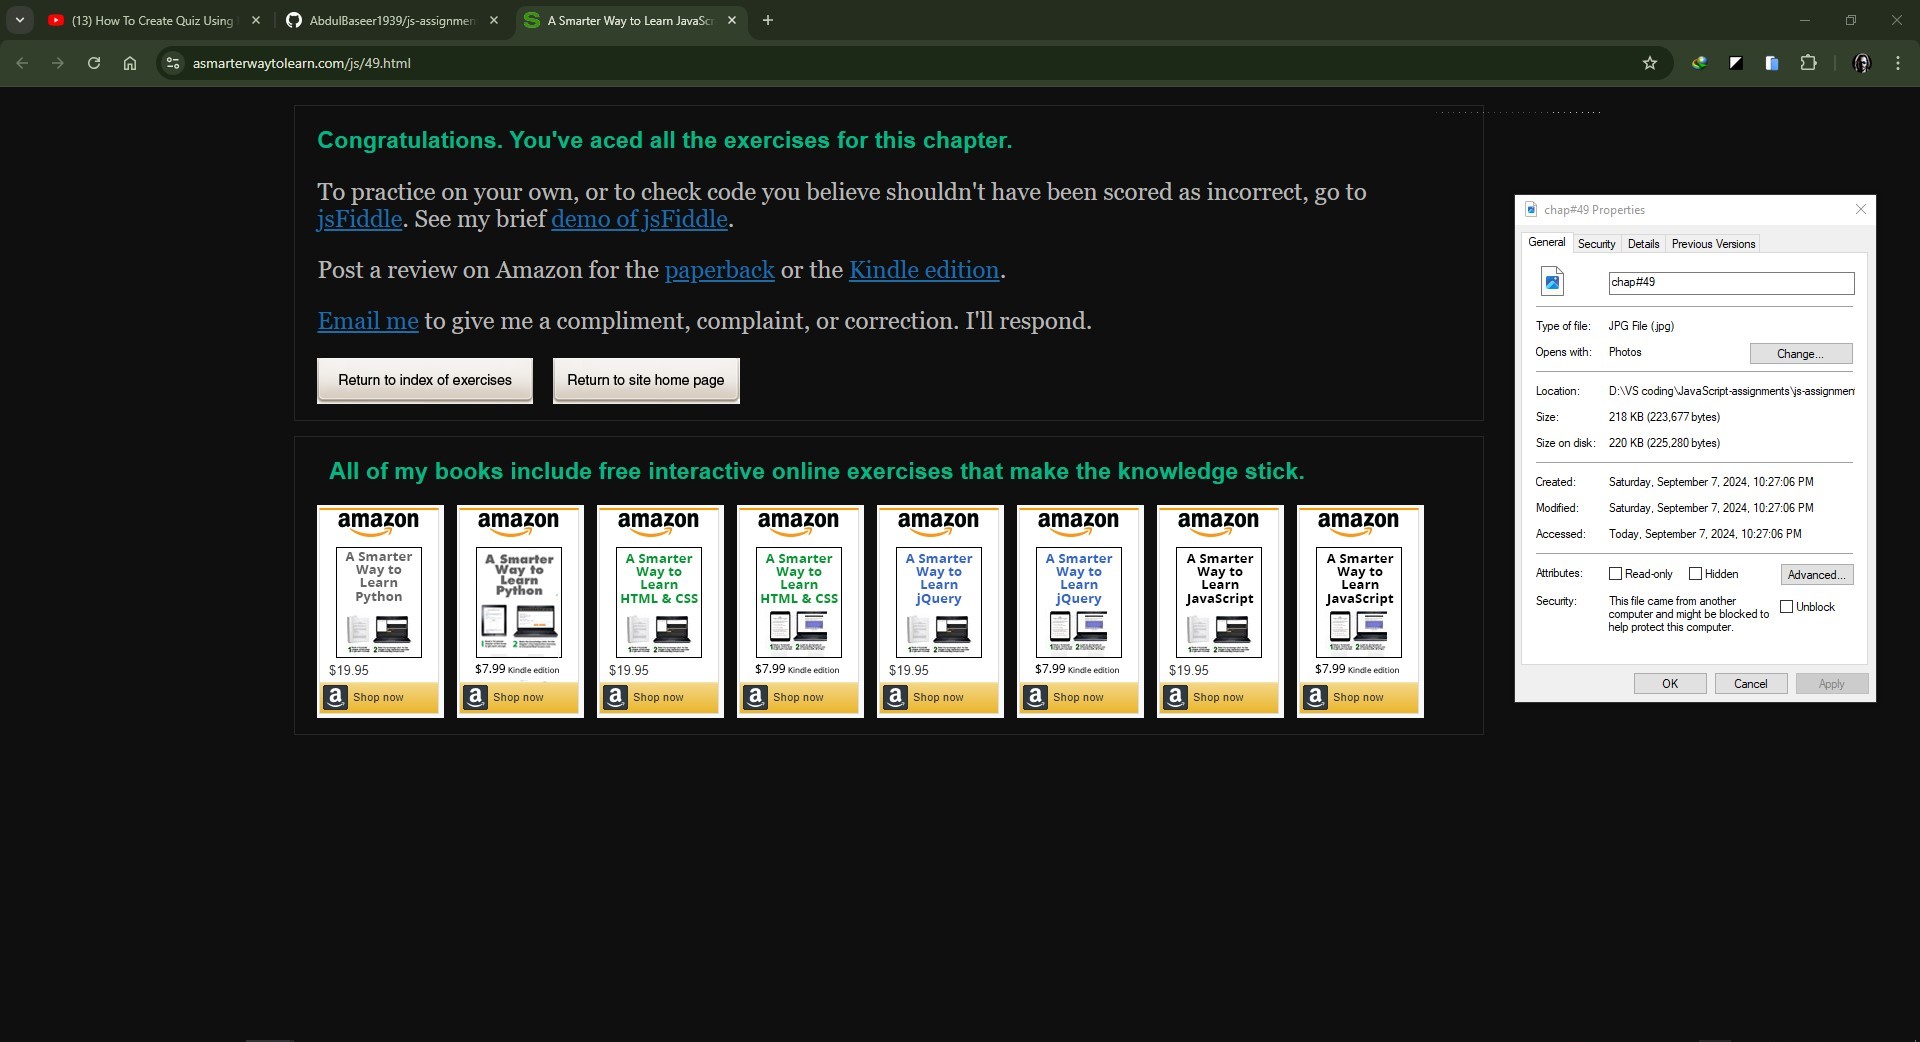 (13) How To Create Quiz Using
AbdulBaseer1939/js-assignmen
A Smarter Way to Learn JavaSc
asmarterwaytolearn.com/js/49.html
Congratulations. You've aced all the exercises for this chapter.
To practice on your own, or to check code you believe shouldn't have been scored as incorrect, go to
jsFiddle. See my brief demo of jsFiddle.
Post a review on Amazon for the paperback or the Kindle edition.
Email me to give me a compliment, complaint, or correction. I'll respond.
Return to index of exercises
Return to site home page
All of my books include free interactive online exercises that make the knowledge stick.
amazon
A Smarter
Way to
Learn
Python
$19.95
a Shop now
amazon
A Smarter
Way to
Learn
Python
$7.99 Kindle edition
a Shop now
amazon
A Smarter
Way to
Learn
HTML & CSS
$19.95
a Shop now
amazon
A Smarter
Way to
Learn
HTML & CSS
$7.99 Kindle edition
a Shop now
amazon
A Smarter
Way to
Learn
jQuery
$19.95
a Shop now
amazon
A Smarter
Way to
Learn
jQuery
$7.99 Kindle edition
a Shop now
amazon
A Smarter
Way to
Learn
JavaScript
$19.95
a Shop now
amazon
A Smarter
Way to
Learn
JavaScript
$7.99 Kindle edition
a Shop now
chap#49 Properties
General Security Details Previous Versions
chap#49
Type of file: JPG File (.jpg)
Opens with: Photos Change...
Location: D:\VS coding\JavaScript-assignments\js-assignment
Size: 218 KB (223,677 bytes)
Size on disk: 220 KB (225,280 bytes)
Created: Saturday, September 7, 2024, 10:27:06 PM
Modified: Saturday, September 7, 2024, 10:27:06 PM
Accessed: Today, September 7, 2024, 10:27:06 PM
Attributes: Read-only Hidden Advanced...
Security: This file came from another
computer and might be blocked to
help protect this computer.
Unblock
OK Cancel Apply